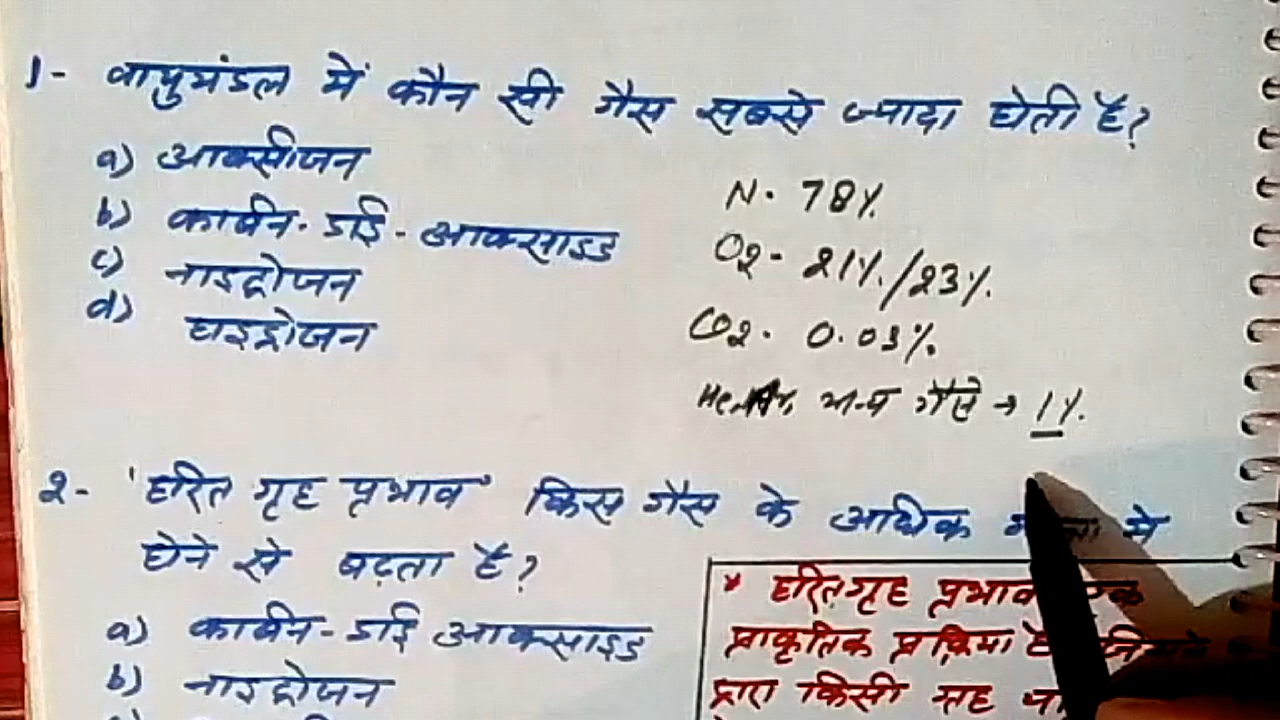 1- वायुमंडल में कौन सी गैस सबसे ज्यादा होती है?
a) आक्सीजन
b) कार्बन-डाई-आक्साइड
c) नाइट्रोजन
d) हाइड्रोजन
N. 78%
O2- 21%/23%.
CO2. 0.03%.
अन्य गैसे → 1%.
2- 'हरित गृह प्रभाव' किस गैस के अधिक में
होने से बढ़ता है?
a) कार्बन-डाई आक्साइड
b) नाइट्रोजन
* हरितगृह प्रभाव एक
प्राकृतिक प्रक्रिया है
द्वारा किसी ग्रह